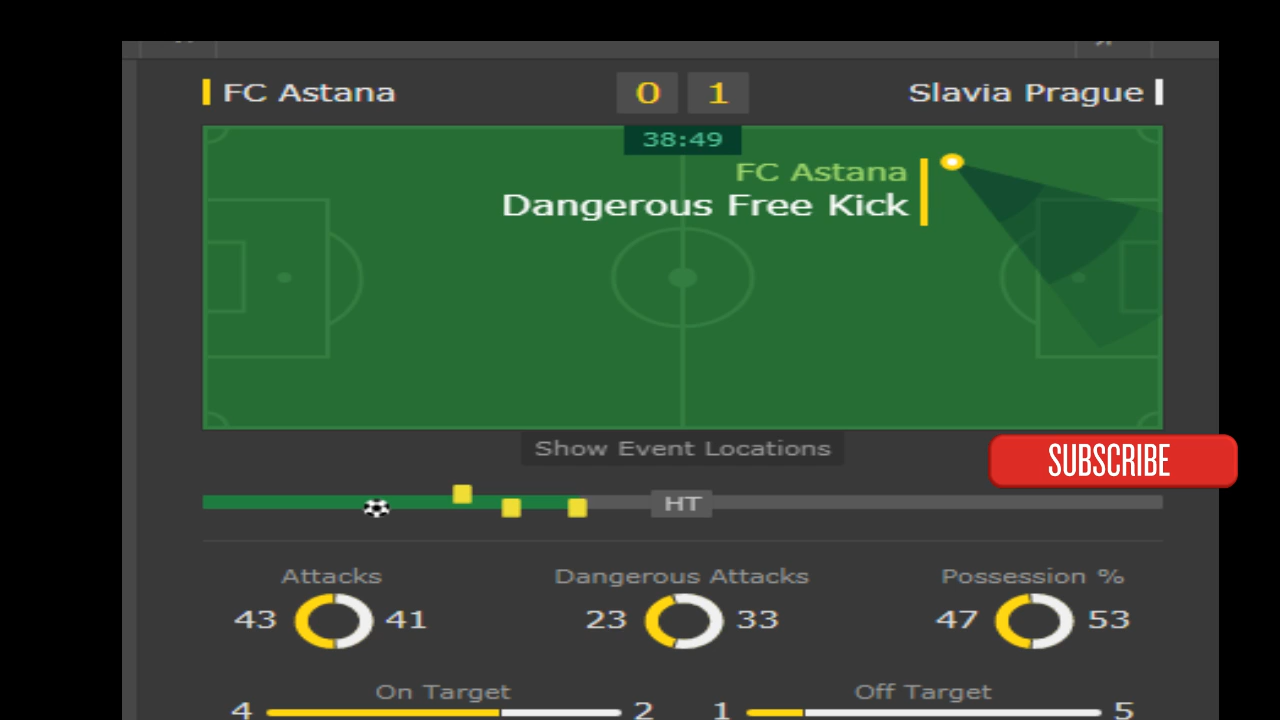 FC Astana 0 1 Slavia Prague
38:49
FC Astana
Dangerous Free Kick
Show Event Locations
SUBSCRIBE
HT
Attacks Dangerous Attacks Possession %
43 41 23 33 47 53
On Target Off Target
4 2 1 5